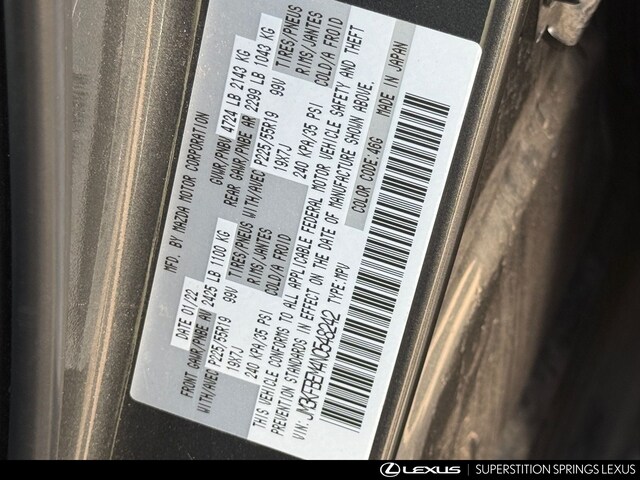 MFD. BY MAZDA MOTOR CORPORATION
DATE 01/22 GVWR/PNBV 4724 LB 2143 KG
FRONT GAWR/PNBE AV 2425 LB 1100 KG REAR GAWR/PNBE AR 2299 LB 1043 KG
WITH/AVEC P225/55R19 99V TIRES/PNEUS WITH/AVEC P225/55R19 99V TIRES/PNEUS
19X7J RIMS/JANTES 19X7J RIMS/JANTES
240 KPA/35 PSI COLD/A FROID 240 KPA/35 PSI COLD/A FROID
THIS VEHICLE CONFORMS TO ALL APPLICABLE FEDERAL MOTOR VEHICLE SAFETY AND THEFT
PREVENTION STANDARDS IN EFFECT ON THE DATE OF MANUFACTURE SHOWN ABOVE.
VIN: JM3KFBEM4N0548242 TYPE:MPV COLOR CODE:46G MADE IN JAPAN
LEXUS | SUPERSTITION SPRINGS LEXUS